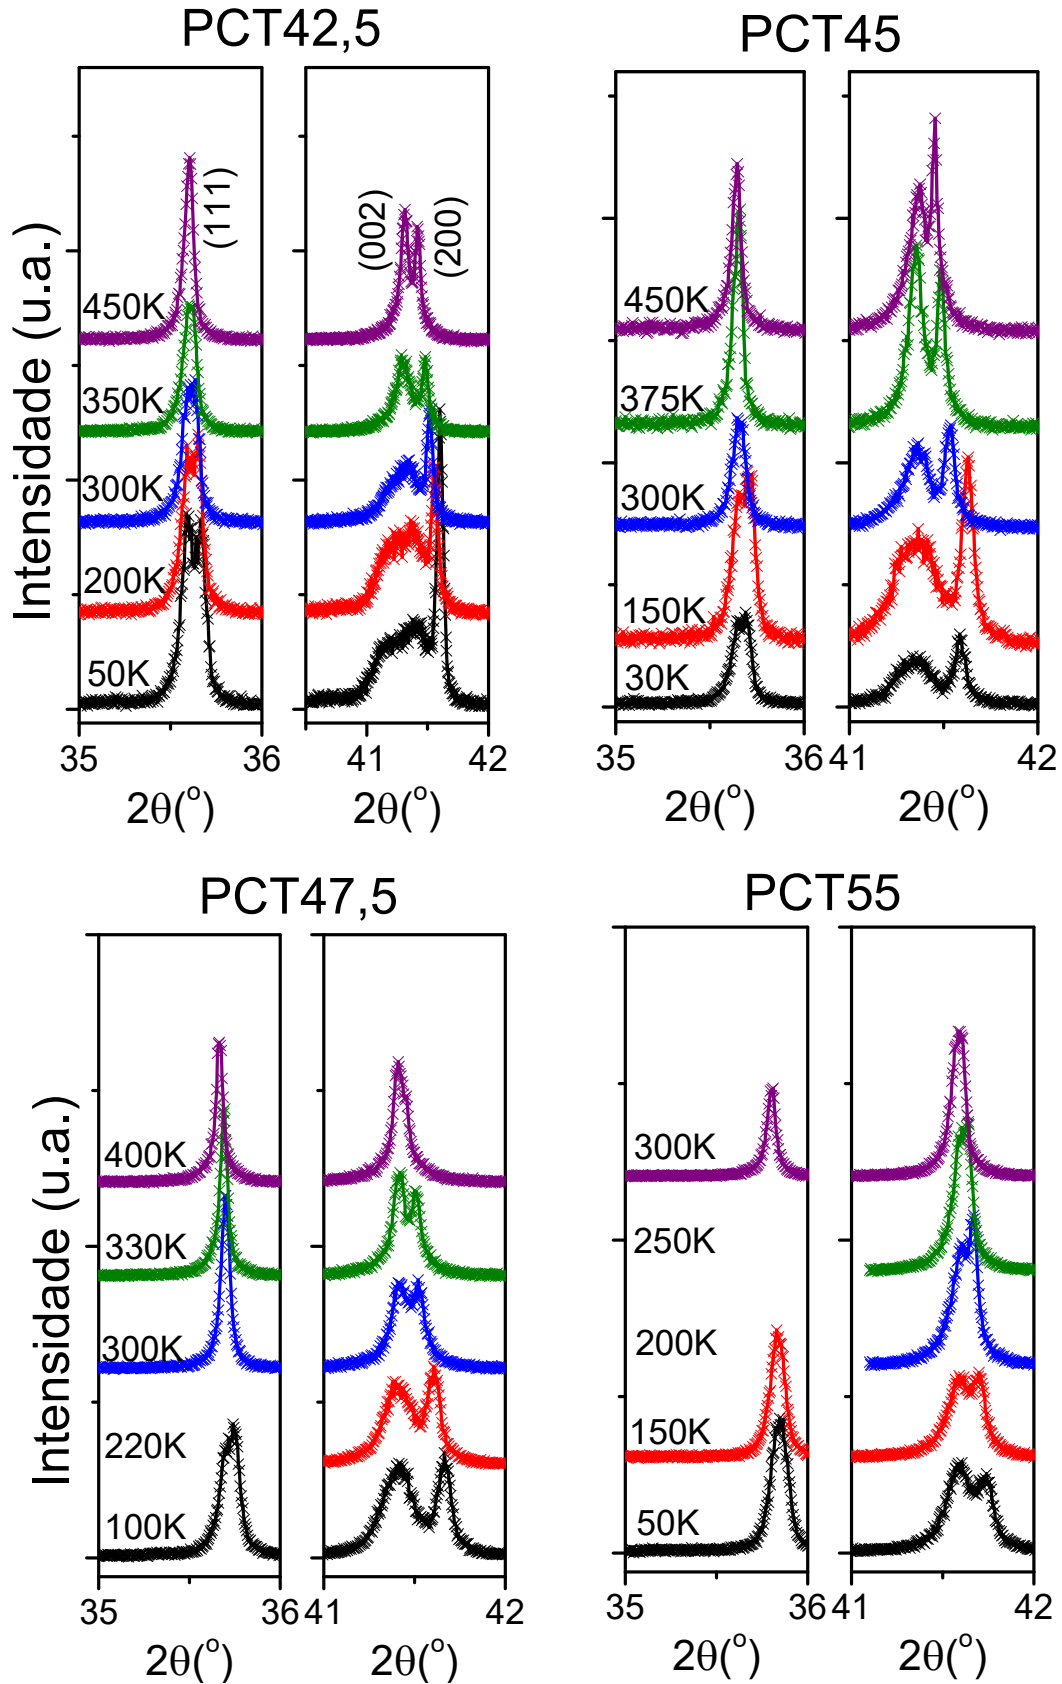 PCT42,5
PCT45
Intensidade (u.a.)
(111)
(002)
(200)
450K
350K
300K
200K
50K
35
36
41
42
2θ(°)
2θ(°)
450K
375K
300K
150K
30K
35
36
41
42
2θ(°)
2θ(°)
PCT47,5
PCT55
Intensidade (u.a.)
400K
330K
300K
220K
100K
35
36
41
42
2θ(°)
2θ(°)
300K
250K
200K
150K
50K
35
36
41
42
2θ(°)
2θ(°)